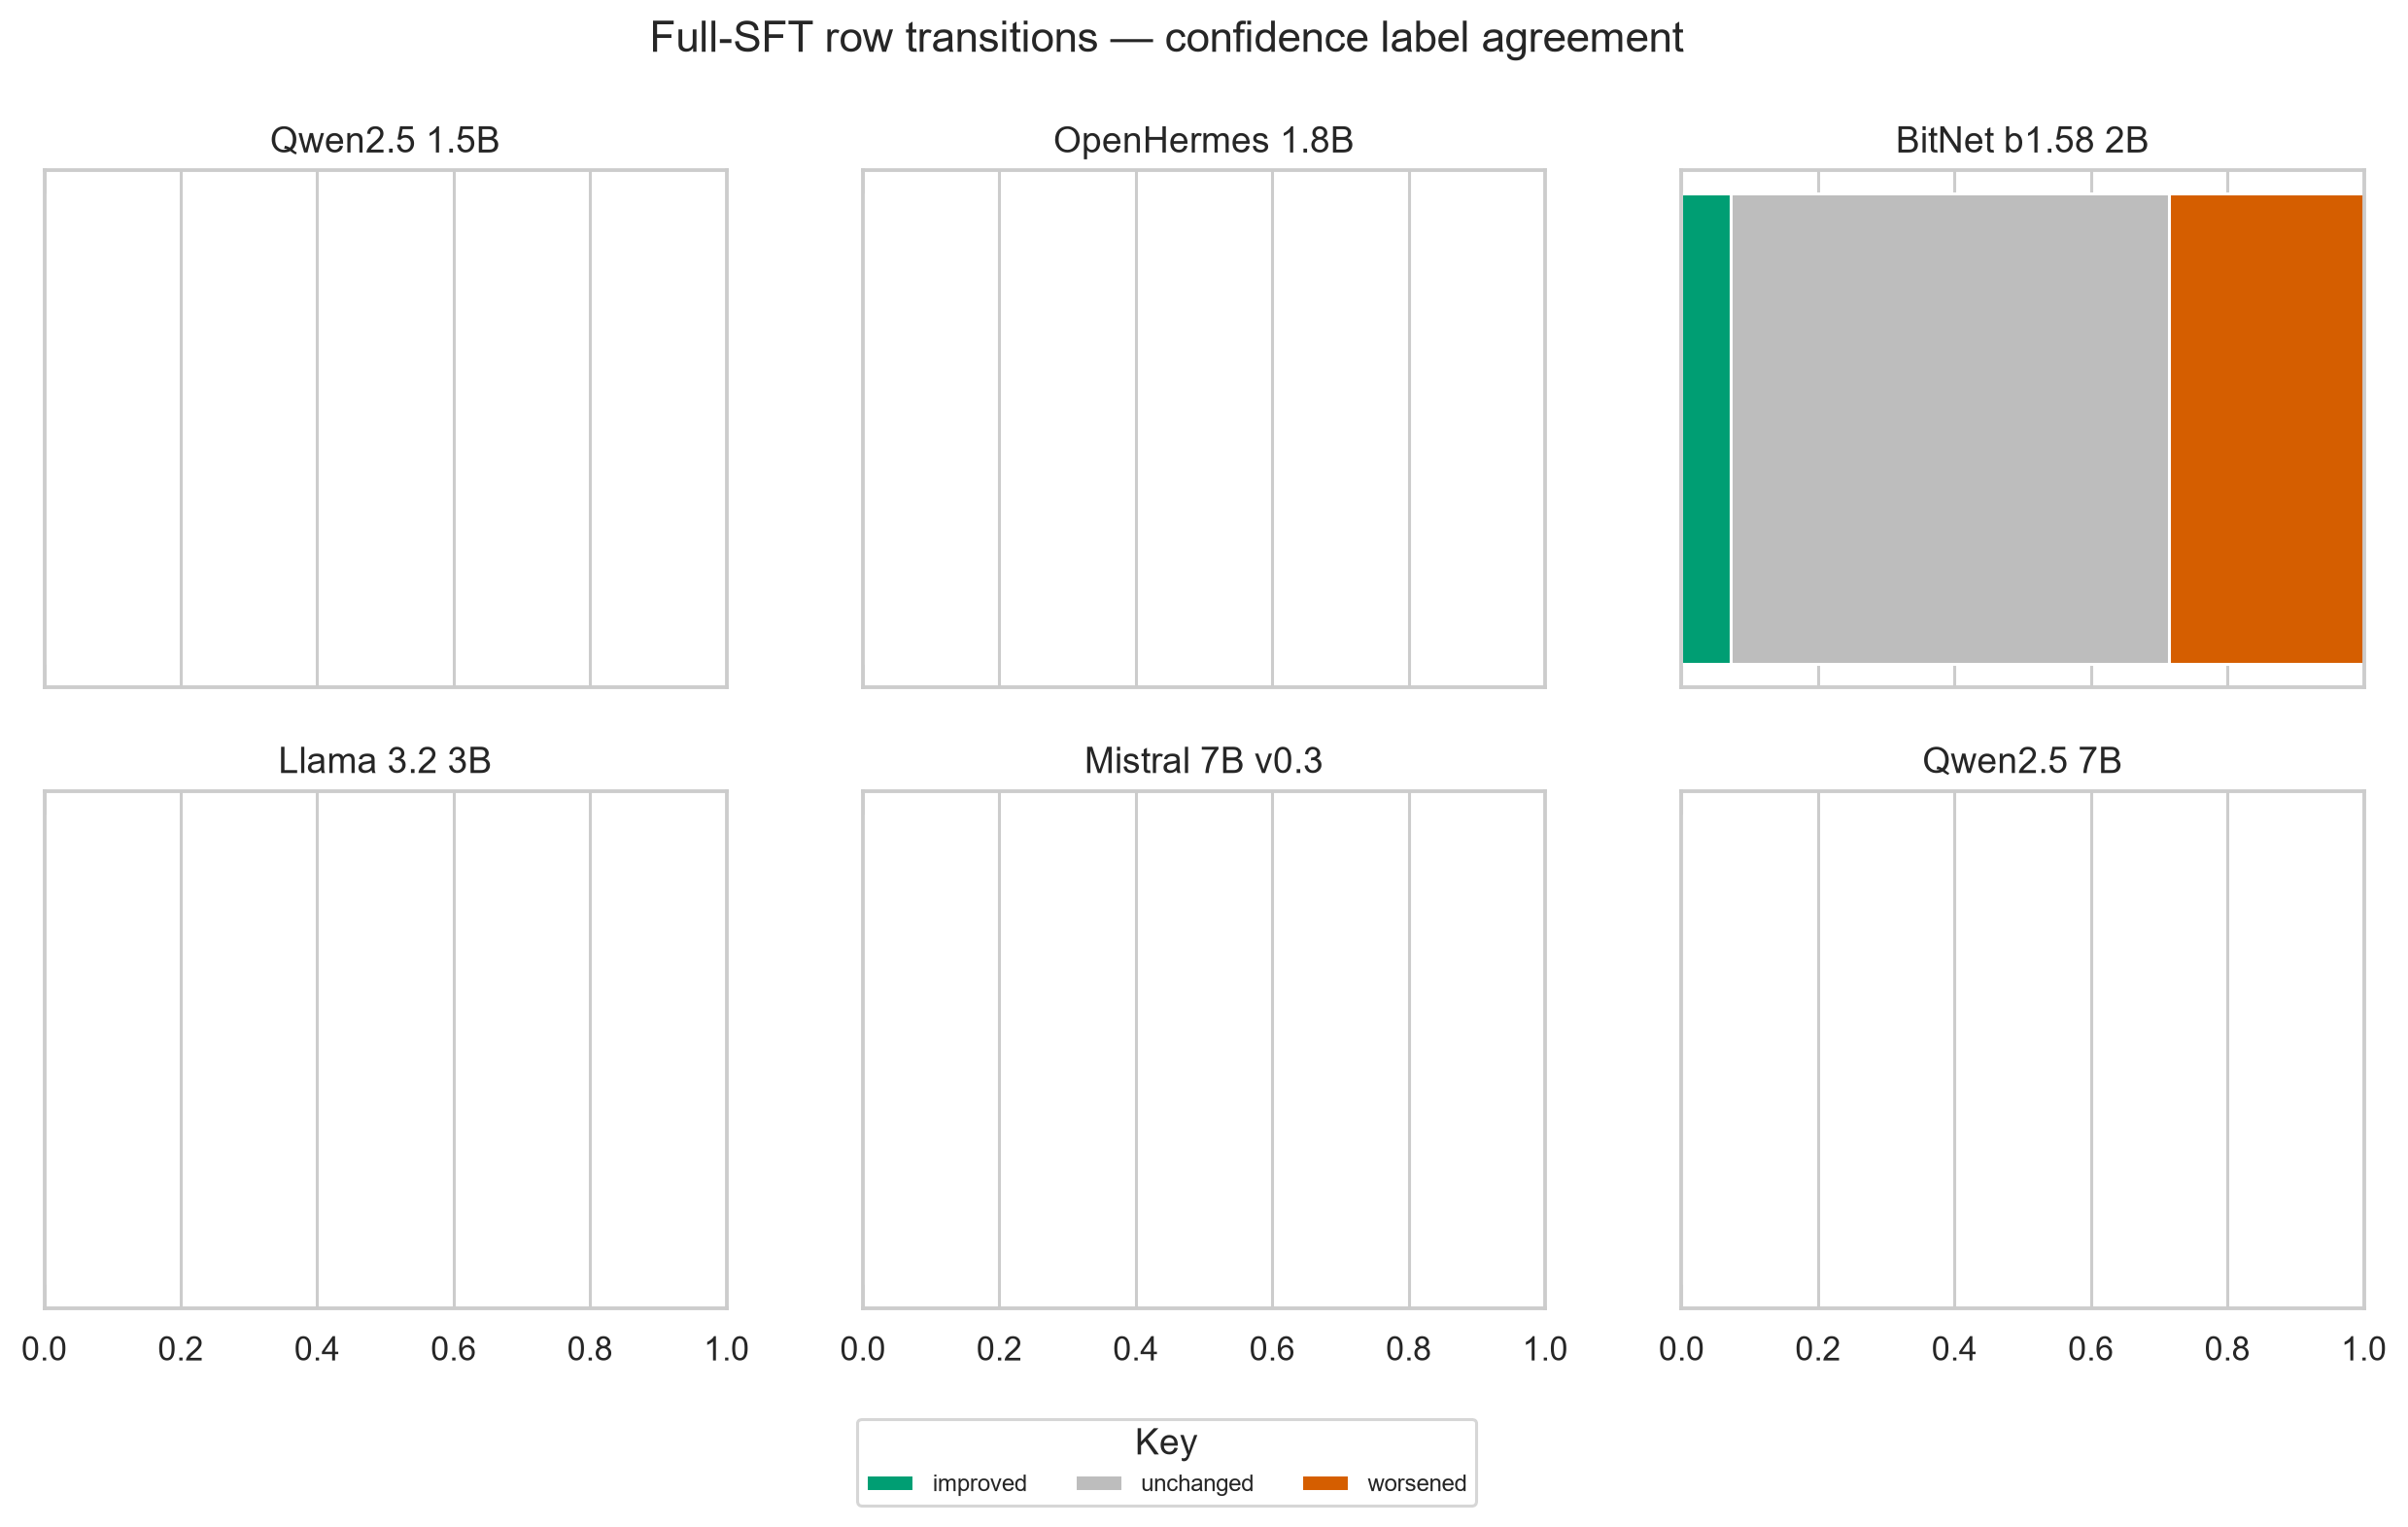 Full-SFT row transitions — confidence label agreement
Qwen2.5 1.5B
OpenHermes 1.8B
BitNet b1.58 2B
Llama 3.2 3B
Mistral 7B v0.3
Qwen2.5 7B
0.0 0.2 0.4 0.6 0.8 1.0 0.0 0.2 0.4 0.6 0.8 1.0 0.0 0.2 0.4 0.6 0.8 1.0
Key
improved unchanged worsened